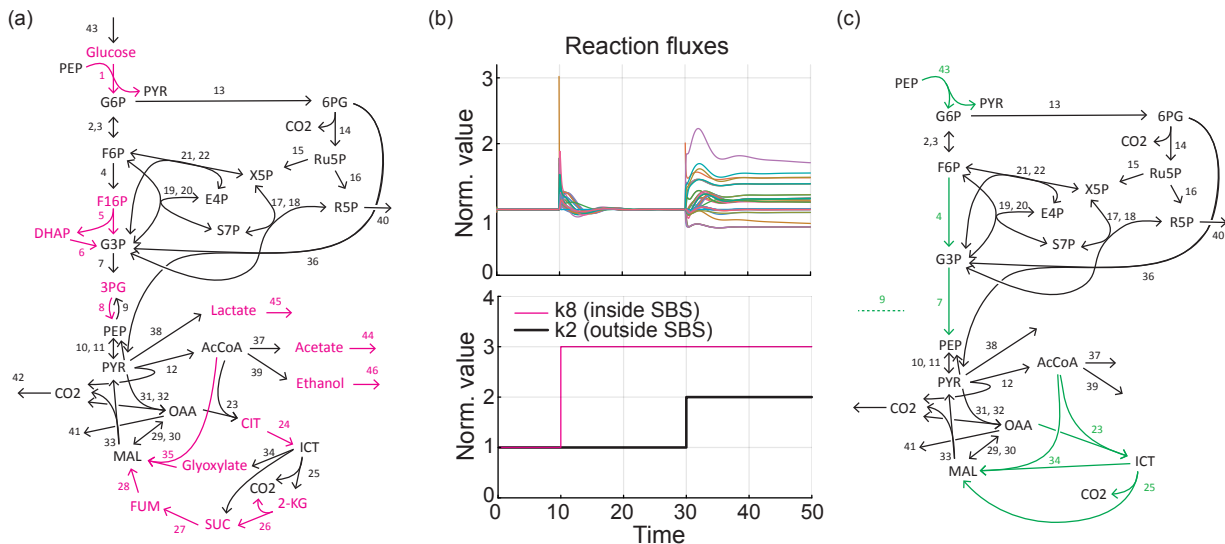 (a)
43
Glucose
PEP
1
PYR
G6P
13
6PG
2,3
CO2
14
F6P
21, 22
15
Ru5P
4
X5P
16
F16P
19, 20
E4P
17, 18
R5P
5
DHAP
S7P
40
6
G3P
7
36
3PG
8
9
Lactate
45
PEP
38
10, 11
AcCoA
37
Acetate
44
PYR
12
39
Ethanol
46
42
CO2
31, 32
OAA
23
CIT
24
41
33
29, 30
35
34
ICT
MAL
Glyoxylate
25
28
CO2
2-KG
FUM
27
SUC
26
(b)
Reaction fluxes
Norm. value
3
2
1
0
0
10
20
30
40
50
k8 (inside SBS)
k2 (outside SBS)
Norm. value
4
3
2
1
0
0
10
20
30
40
50
Time
(c)
43
PEP
PYR
G6P
13
6PG
2,3
CO2
14
F6P
21, 22
15
Ru5P
X5P
16
4
19, 20
E4P
17, 18
R5P
S7P
40
G3P
36
9
7
PEP
38
10, 11
AcCoA
37
PYR
12
39
CO2
31, 32
OAA
23
41
33
29, 30
34
ICT
MAL
CO2
25